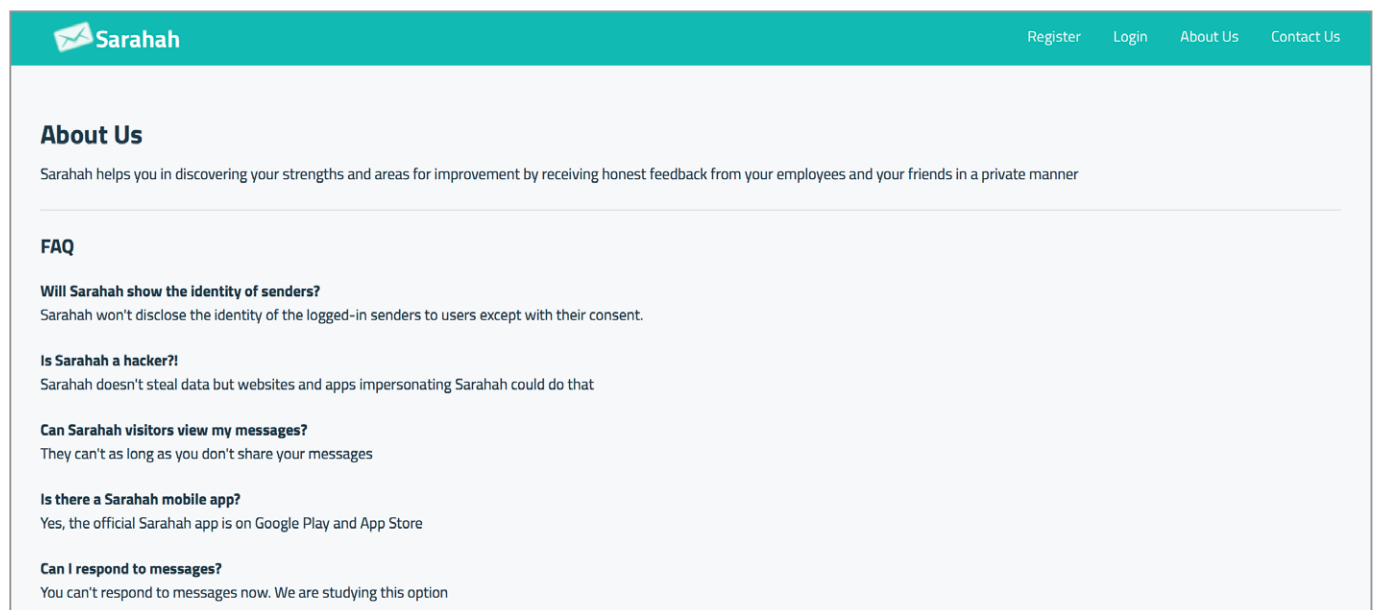 Sarahah
Register Login About Us Contact Us
About Us
Sarahah helps you in discovering your strengths and areas for improvement by receiving honest feedback from your employees and your friends in a private manner
FAQ
Will Sarahah show the identity of senders?
Sarahah won't disclose the identity of the logged-in senders to users except with their consent.
Is Sarahah a hacker?!
Sarahah doesn't steal data but websites and apps impersonating Sarahah could do that
Can Sarahah visitors view my messages?
They can't as long as you don't share your messages
Is there a Sarahah mobile app?
Yes, the official Sarahah app is on Google Play and App Store
Can I respond to messages?
You can't respond to messages now. We are studying this option